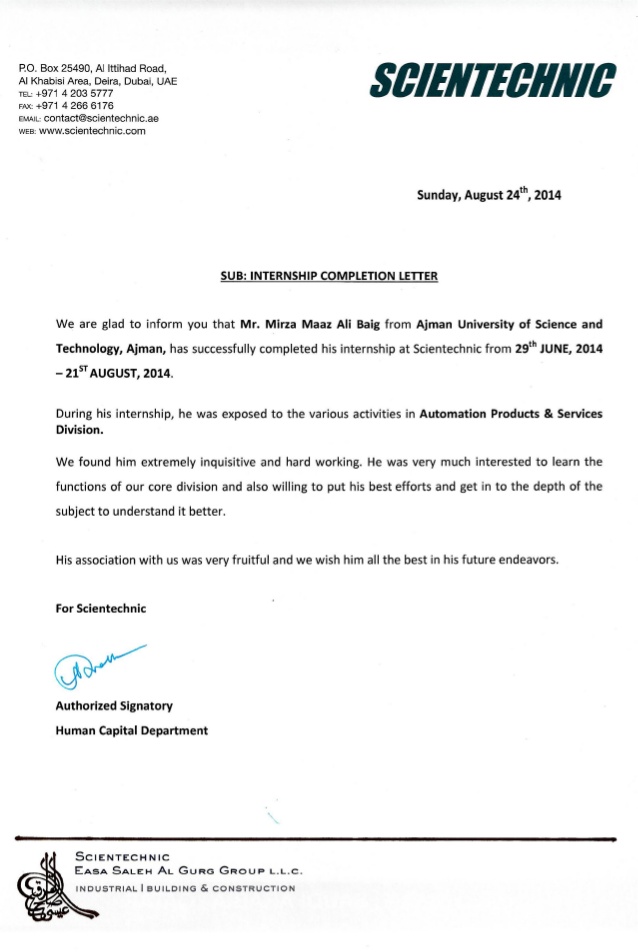 P.O. Box 25490, Al Ittihad Road,
Al Khabisi Area, Deira, Dubai, UAE
TEL: +971 4 203 5777
FAX: +971 4 266 6176
EMAIL: contact@scientechnic.ae
WEB: www.scientechnic.com
SCIENTECHNIC
Sunday, August 24th, 2014
SUB: INTERNSHIP COMPLETION LETTER
We are glad to inform you that Mr. Mirza Maaz Ali Baig from Ajman University of Science and
Technology, Ajman, has successfully completed his internship at Scientechnic from 29th JUNE, 2014
– 21ST AUGUST, 2014.
During his internship, he was exposed to the various activities in Automation Products & Services
Division.
We found him extremely inquisitive and hard working. He was very much interested to learn the
functions of our core division and also willing to put his best efforts and get in to the depth of the
subject to understand it better.
His association with us was very fruitful and we wish him all the best in his future endeavors.
For Scientechnic
Authorized Signatory
Human Capital Department
SCIENTECHNIC
EASA SALEH AL GURG GROUP L.L.C.
INDUSTRIAL | BUILDING & CONSTRUCTION